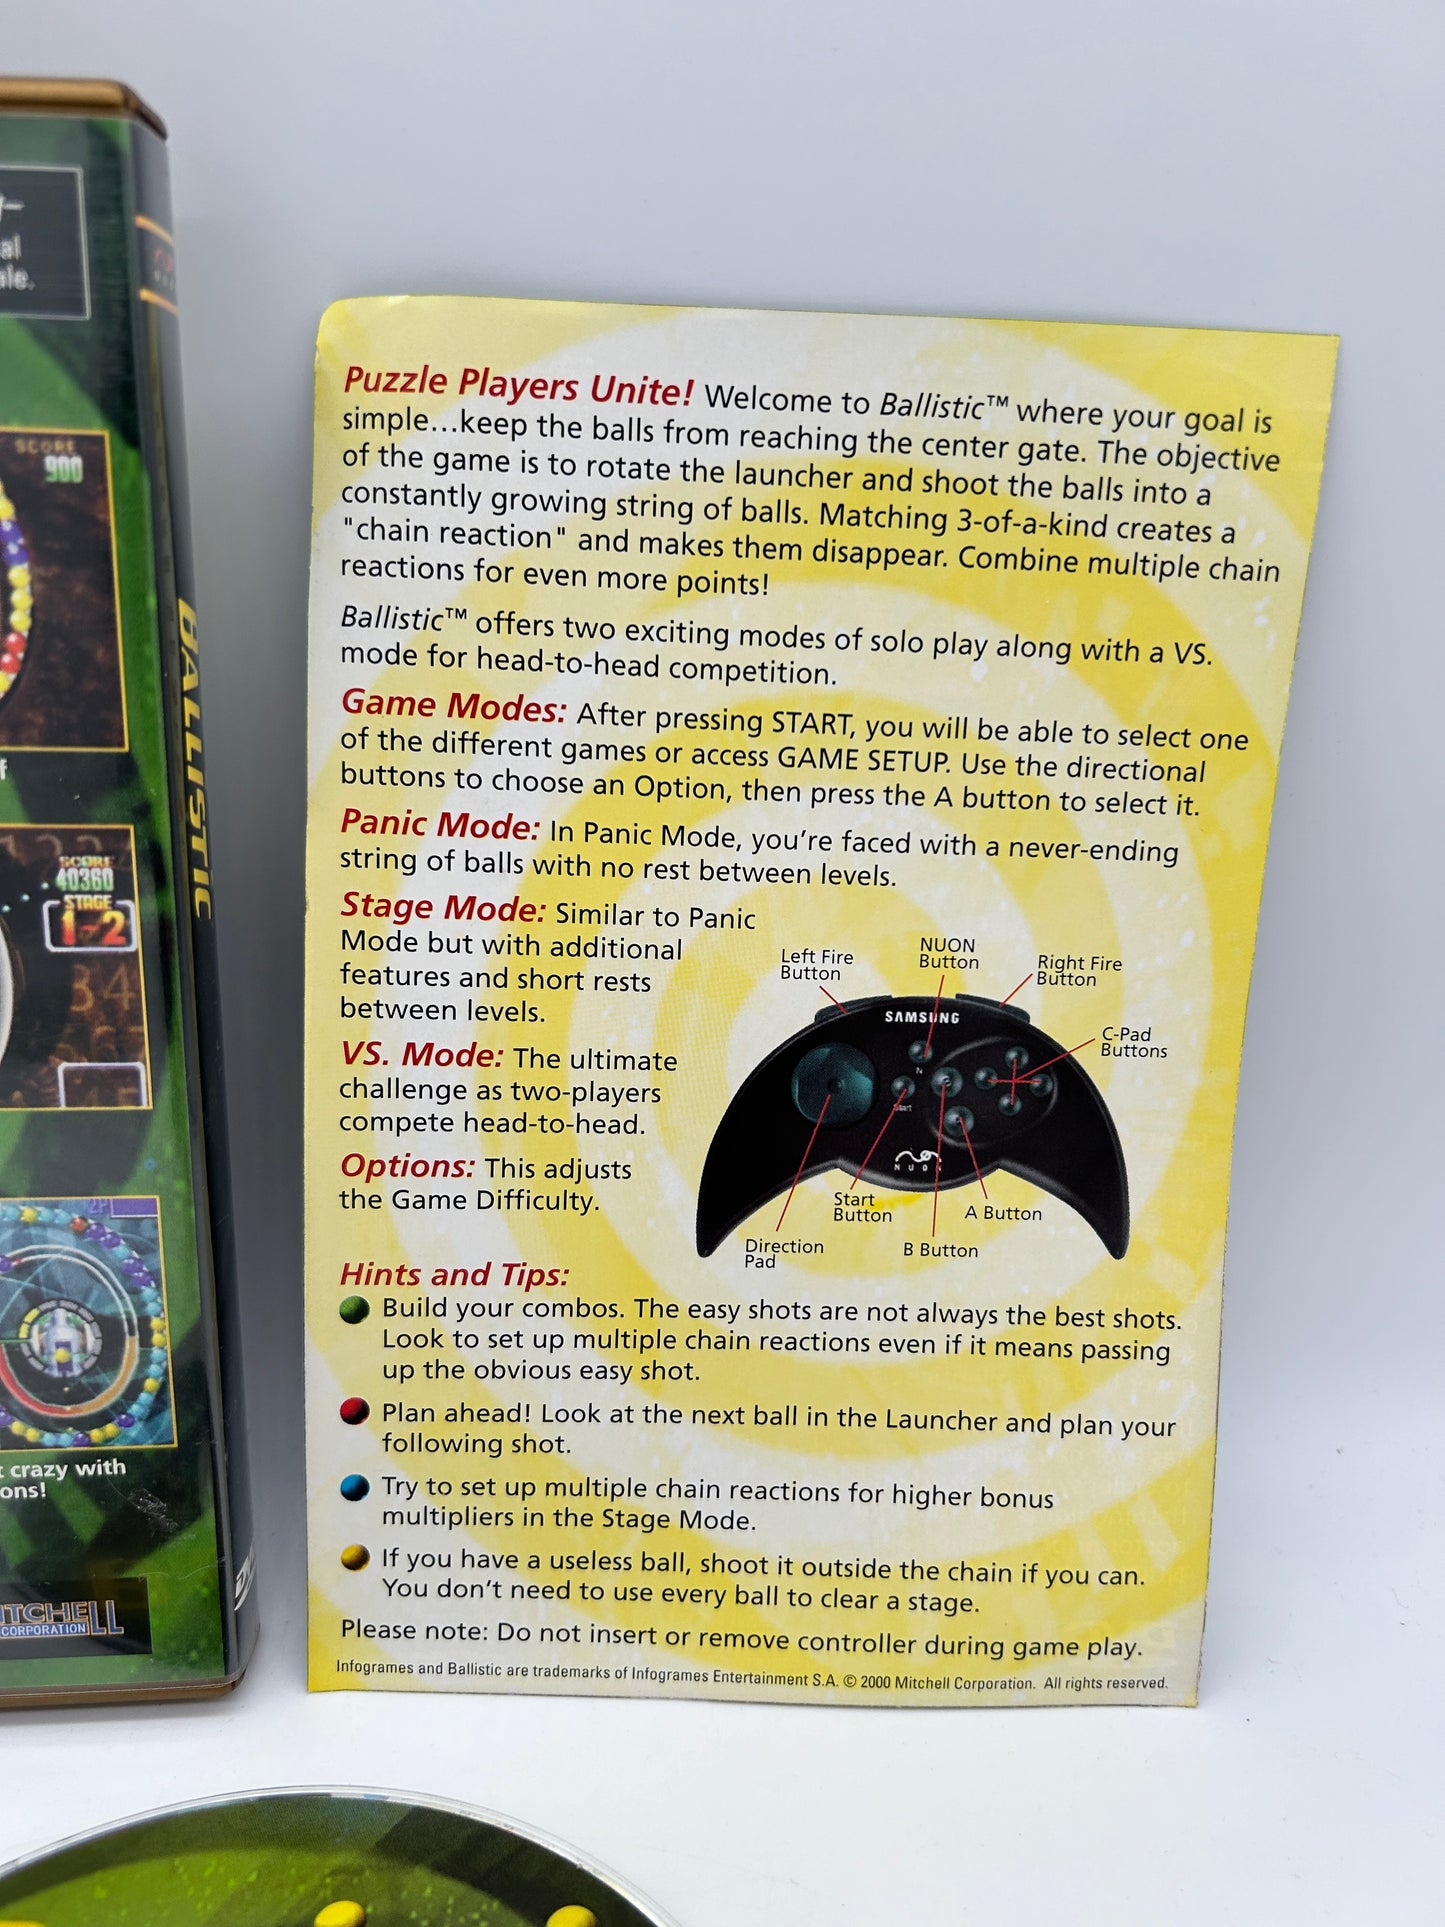 al
ale.
SCORE
900
f
SCORE
40360
STAGE
1-2
34
2P
t crazy with
ons!
MITCHELL
CORPORATION
BALLISTIC
Puzzle Players Unite! Welcome to Ballistic™ where your goal is
simple...keep the balls from reaching the center gate. The objective
of the game is to rotate the launcher and shoot the balls into a
constantly growing string of balls. Matching 3-of-a-kind creates a
"chain reaction" and makes them disappear. Combine multiple chain
reactions for even more points!
Ballistic™ offers two exciting modes of solo play along with a VS.
mode for head-to-head competition.
Game Modes: After pressing START, you will be able to select one
of the different games or access GAME SETUP. Use the directional
buttons to choose an Option, then press the A button to select it.
Panic Mode: In Panic Mode, you're faced with a never-ending
string of balls with no rest between levels.
Stage Mode: Similar to Panic
Mode but with additional
features and short rests
between levels.
VS. Mode: The ultimate
challenge as two-players
compete head-to-head.
Options: This adjusts
the Game Difficulty.
Left Fire
Button
NUON
Button
Right Fire
Button
C-Pad
Buttons
SAMSUNG
N
Start
NUON
Start
Button
A Button
B Button
Direction
Pad
Hints and Tips:
Build your combos. The easy shots are not always the best shots.
Look to set up multiple chain reactions even if it means passing
up the obvious easy shot.
Plan ahead! Look at the next ball in the Launcher and plan your
following shot.
Try to set up multiple chain reactions for higher bonus
multipliers in the Stage Mode.
If you have a useless ball, shoot it outside the chain if you can.
You don't need to use every ball to clear a stage.
Please note: Do not insert or remove controller during game play.
Infogrames and Ballistic are trademarks of Infogrames Entertainment S.A. © 2000 Mitchell Corporation. All rights reserved.